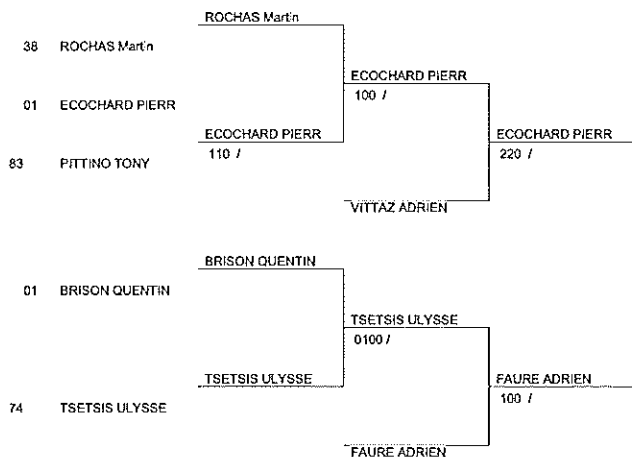 ROCHAS Martin
38 ROCHAS Martin
ECOCHARD PIERR
100 /
01 ECOCHARD PIERR
ECOCHARD PIERR
110 /
ECOCHARD PIERR
220 /
83 PITTINO TONY
VITTAZ ADRIEN
BRISON QUENTIN
01 BRISON QUENTIN
TSETSIS ULYSSE
0100 /
TSETSIS ULYSSE
FAURE ADRIEN
100 /
74 TSETSIS ULYSSE
FAURE ADRIEN